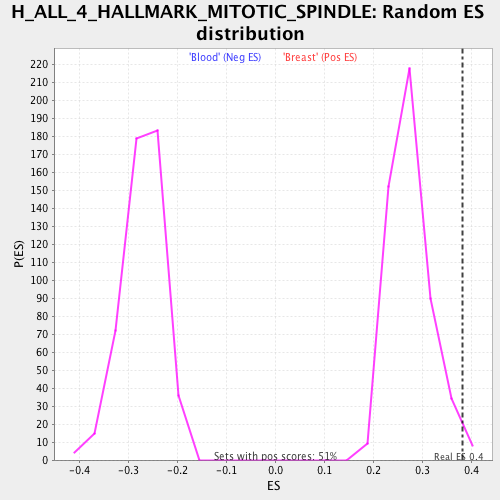 H_ALL_4_HALLMARK_MITOTIC_SPINDLE: Random ES
distribution
'Blood' (Neg ES) 'Breast' (Pos ES)
220
210
200
190
180
170
160
150
140
130
120
110
100
90
80
70
60
50
40
30
20
10
0
P(ES)
Sets with pos scores: 51%
Real ES 0.4
-0.4 -0.3 -0.2 -0.1 0.0 0.1 0.2 0.3 0.4
ES